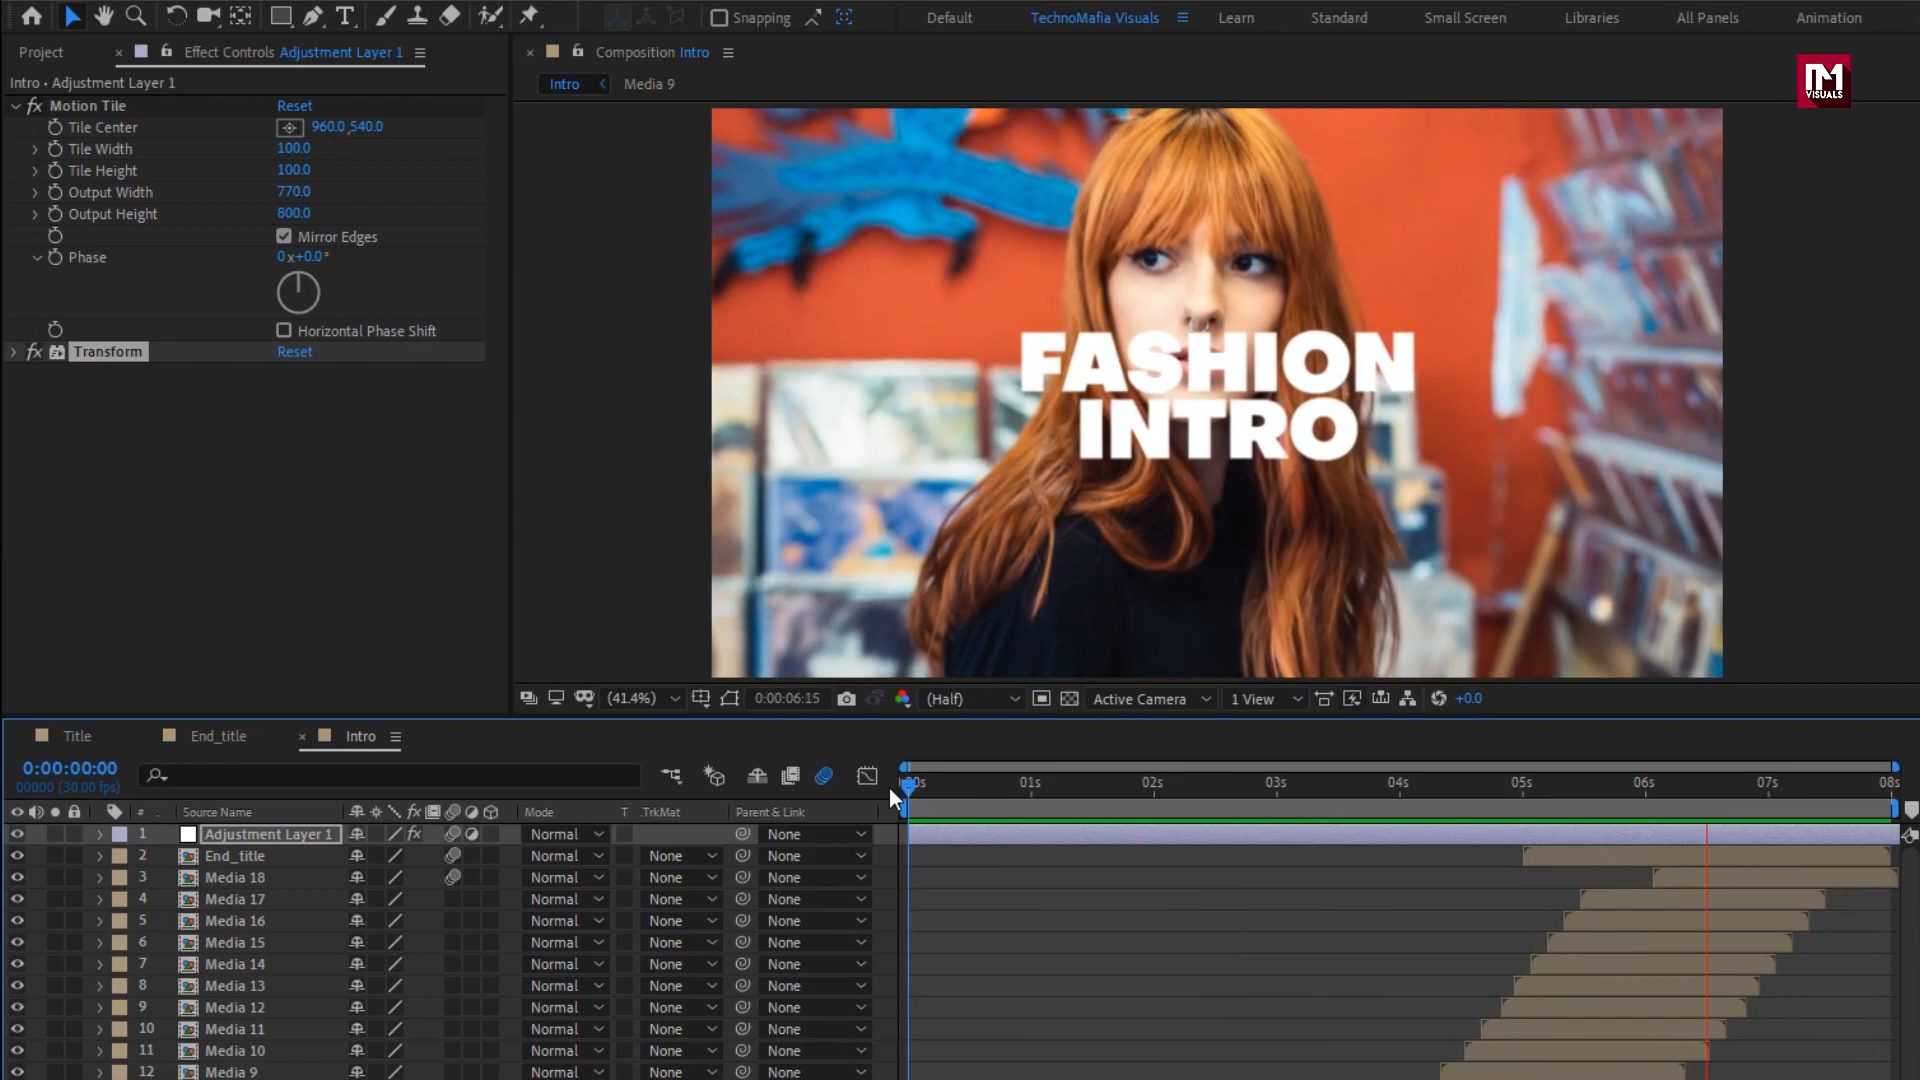 Snapping
Default
TechnoMafia Visuals
Learn
Standard
Small Screen
Libraries
All Panels
Animation
Project
Effect Controls Adjustment Layer 1
Composition Intro
Intro • Adjustment Layer 1
Intro
Media 9
VISUALS
fx Motion Tile Reset
Tile Center 960.0,540.0
Tile Width 100.0
Tile Height 100.0
Output Width 770.0
Output Height 800.0
Mirror Edges
Phase 0x+0.0°
Horizontal Phase Shift
fx Transform Reset
FASHION
INTRO
(41.4%) 0:00:06:15 (Half) Active Camera 1 View +0.0
Title End_title Intro
0:00:00:00
00000 (30.00 fps)
:00s 01s 02s 03s 04s 05s 06s 07s 08s
# Source Name fx Mode T .TrkMat Parent & Link
1 Adjustment Layer 1 fx Normal None
2 End_title Normal None None
3 Media 18 Normal None None
4 Media 17 Normal None None
5 Media 16 Normal None None
6 Media 15 Normal None None
7 Media 14 Normal None None
8 Media 13 Normal None None
9 Media 12 Normal None None
10 Media 11 Normal None None
11 Media 10 Normal None None
12 Media 9 Normal None None